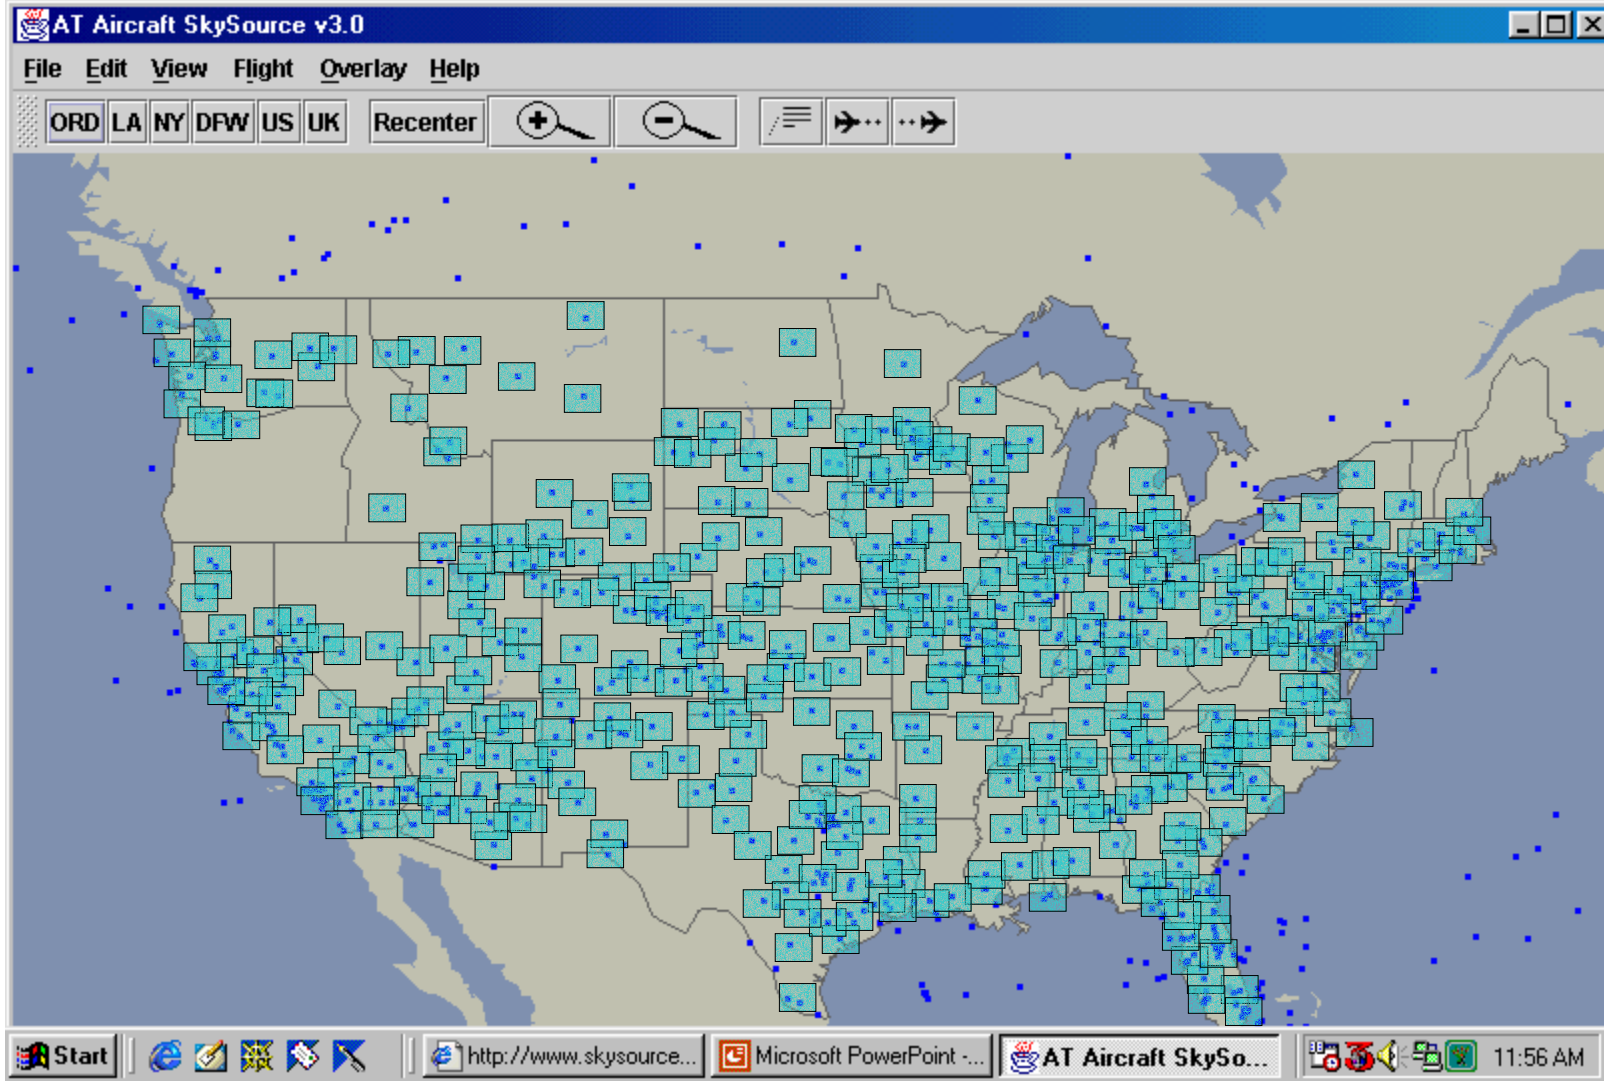 AT Aircraft SkySource v3.0
File Edit View Flight Overlay Help
ORD LA NY DFW US UK Recenter
Start http://www.skysource... Microsoft PowerPoint -... AT Aircraft SkySo... 11:56 AM